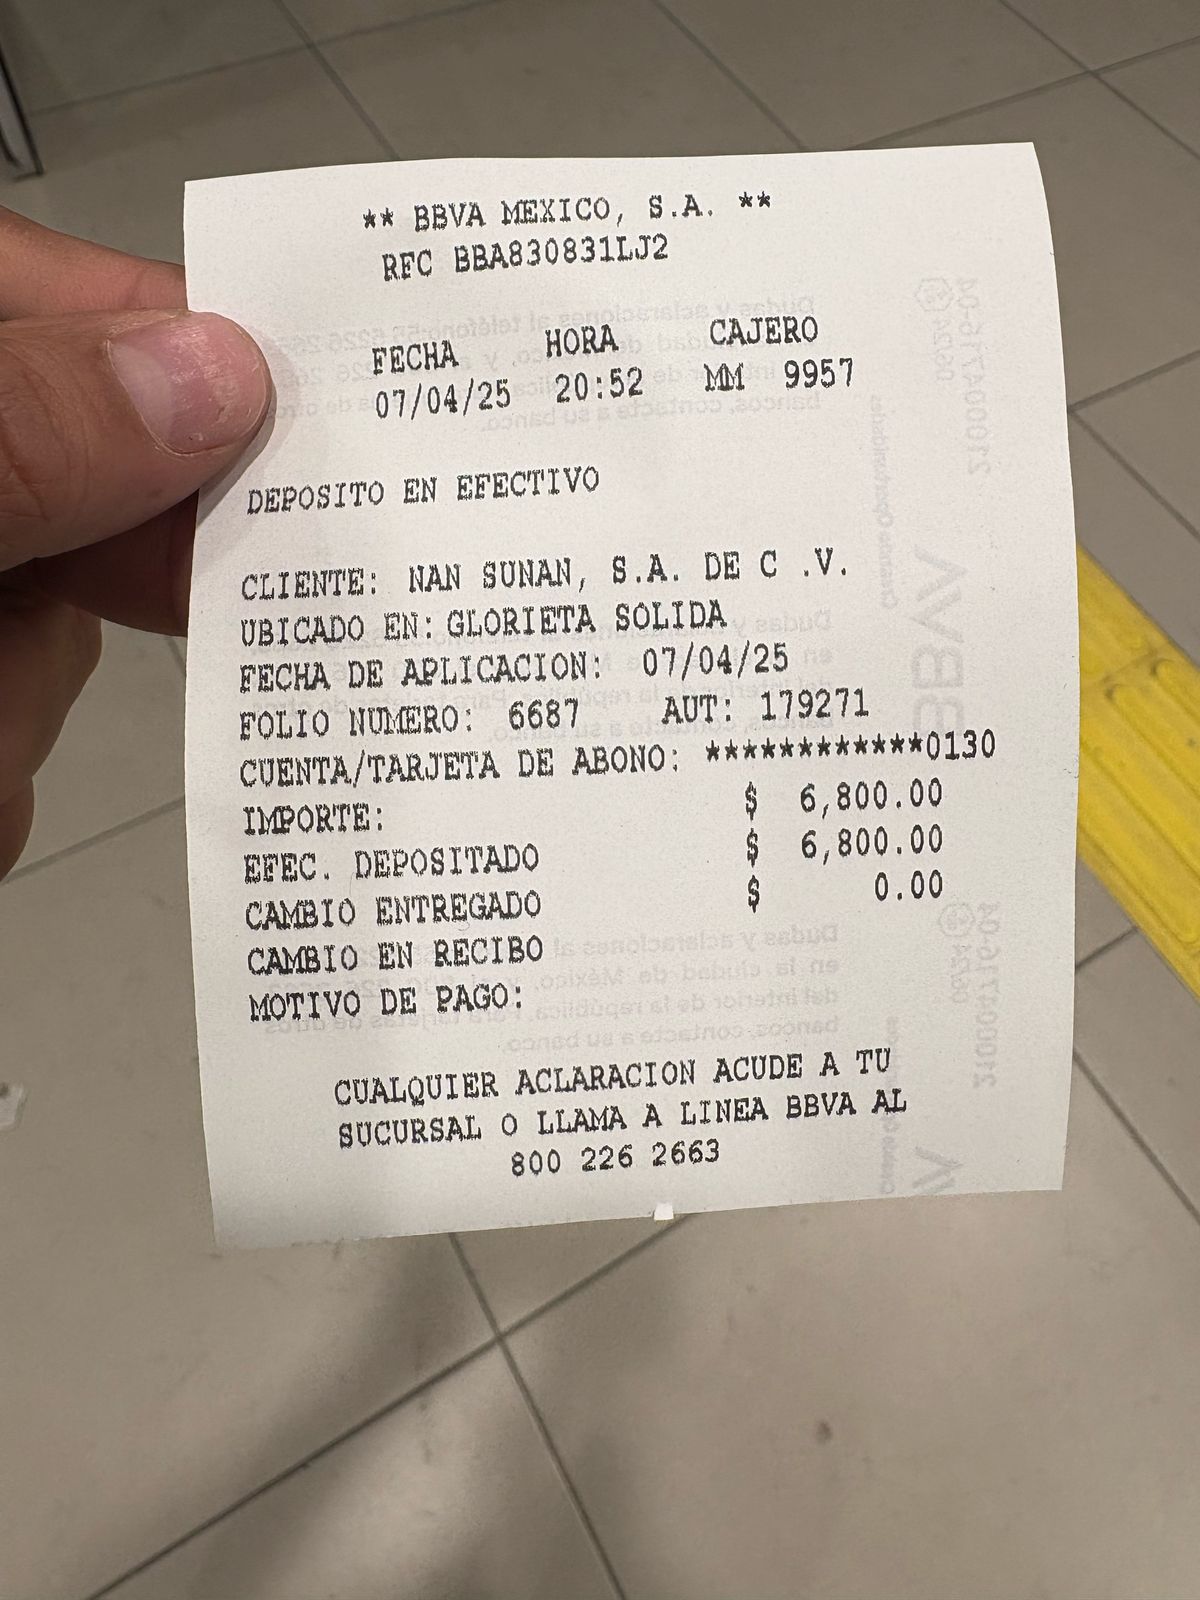 ** BBVA MEXICO, S.A. **
RFC BBA830831LJ2
FECHA HORA CAJERO
07/04/25 20:52 MM 9957
DEPOSITO EN EFECTIVO
CLIENTE: NAN SUNAN, S.A. DE C .V.
UBICADO EN: GLORIETA SOLIDA
FECHA DE APLICACION: 07/04/25
FOLIO NUMERO: 6687 AUT: 179271
CUENTA/TARJETA DE ABONO: ************0130
IMPORTE: $ 6,800.00
EFEC. DEPOSITADO $ 6,800.00
CAMBIO ENTREGADO $ 0.00
CAMBIO EN RECIBO
MOTIVO DE PAGO:
CUALQUIER ACLARACION ACUDE A TU
SUCURSAL O LLAMA A LINEA BBVA AL
800 226 2663